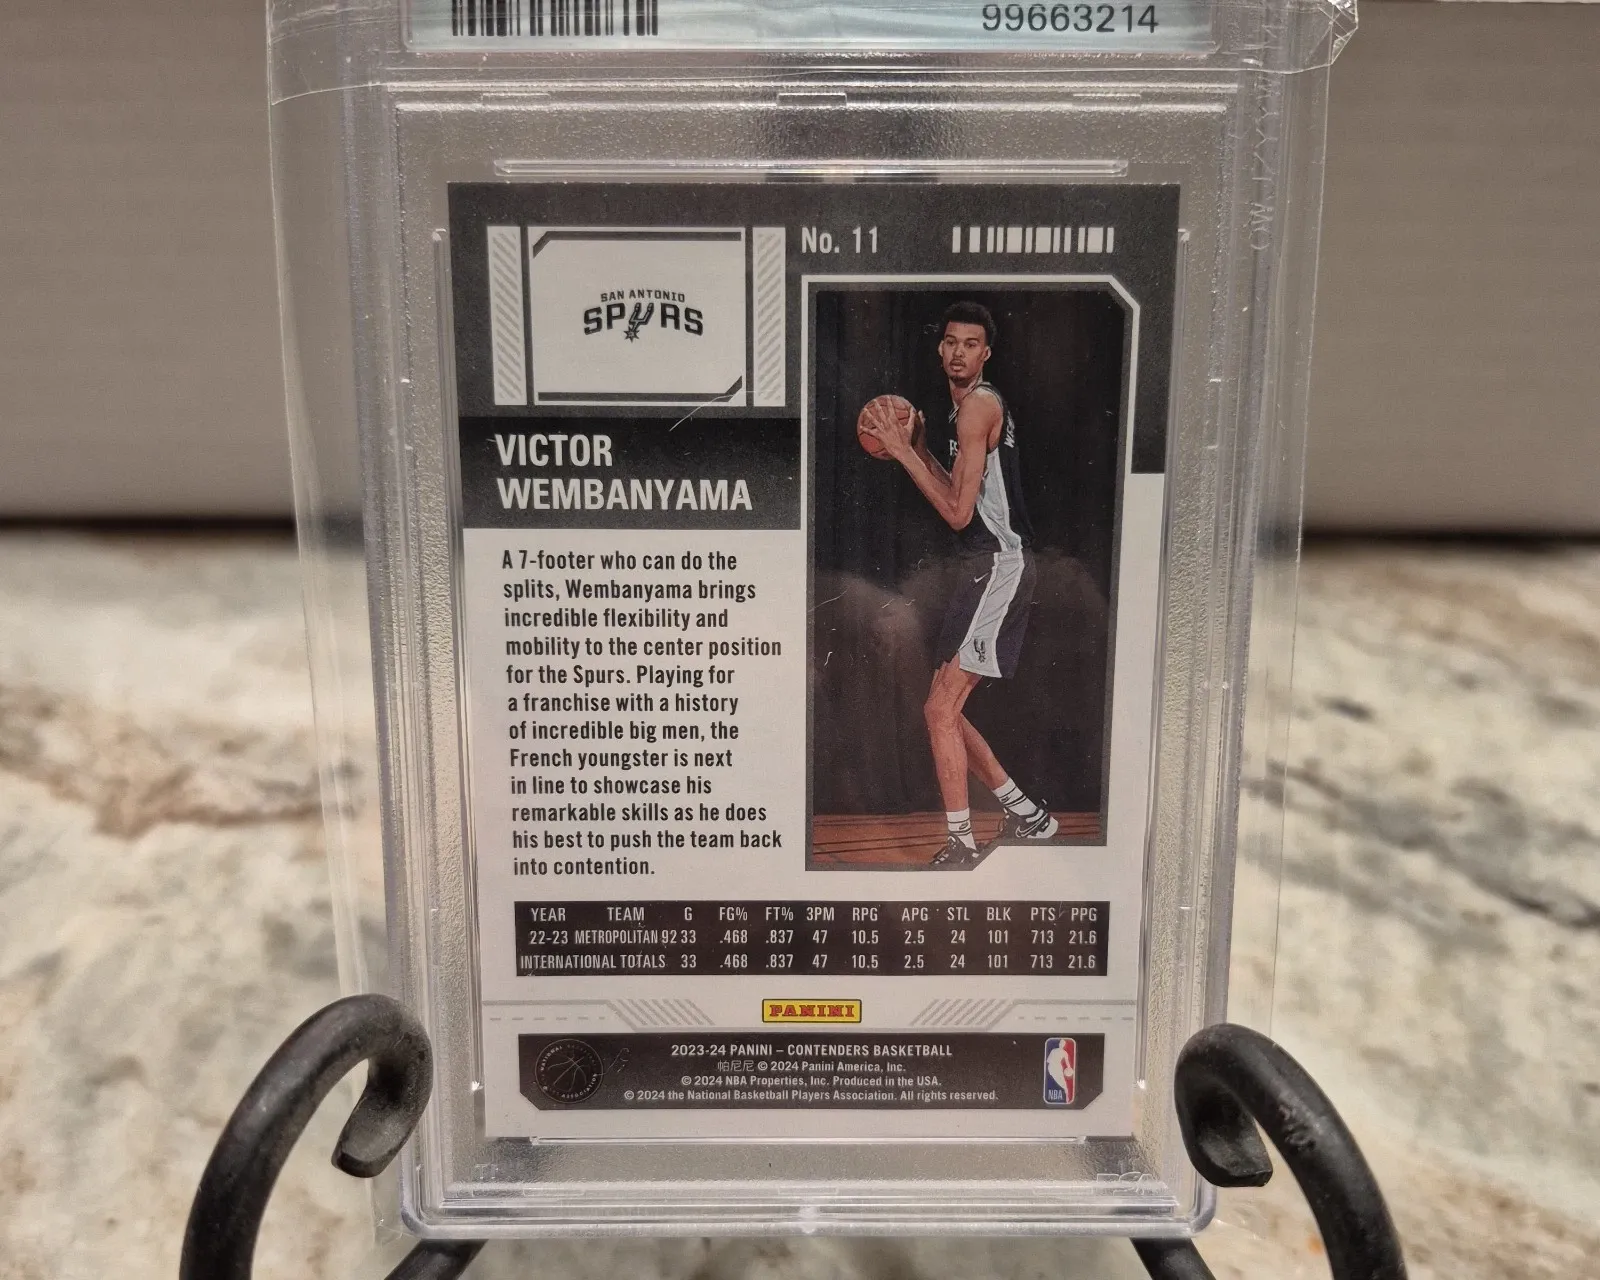 99663214
No. 11
SAN ANTONIO
SPURS
VICTOR
WEMBANYAMA
A 7-footer who can do the
splits, Wembanyama brings
incredible flexibility and
mobility to the center position
for the Spurs. Playing for
a franchise with a history
of incredible big men, the
French youngster is next
in line to showcase his
remarkable skills as he does
his best to push the team back
into contention.
YEAR TEAM G FG% FT% 3PM RPG APG STL BLK PTS PPG
22-23 METROPOLITAN 92 33 .468 .837 47 10.5 2.5 24 101 713 21.6
INTERNATIONAL TOTALS 33 .468 .837 47 10.5 2.5 24 101 713 21.6
PANINI
2023-24 PANINI – CONTENDERS BASKETBALL
帕尼尼 © 2024 Panini America, Inc.
© 2024 NBA Properties, Inc. Produced in the USA.
© 2024 the National Basketball Players Association. All rights reserved.
NBA